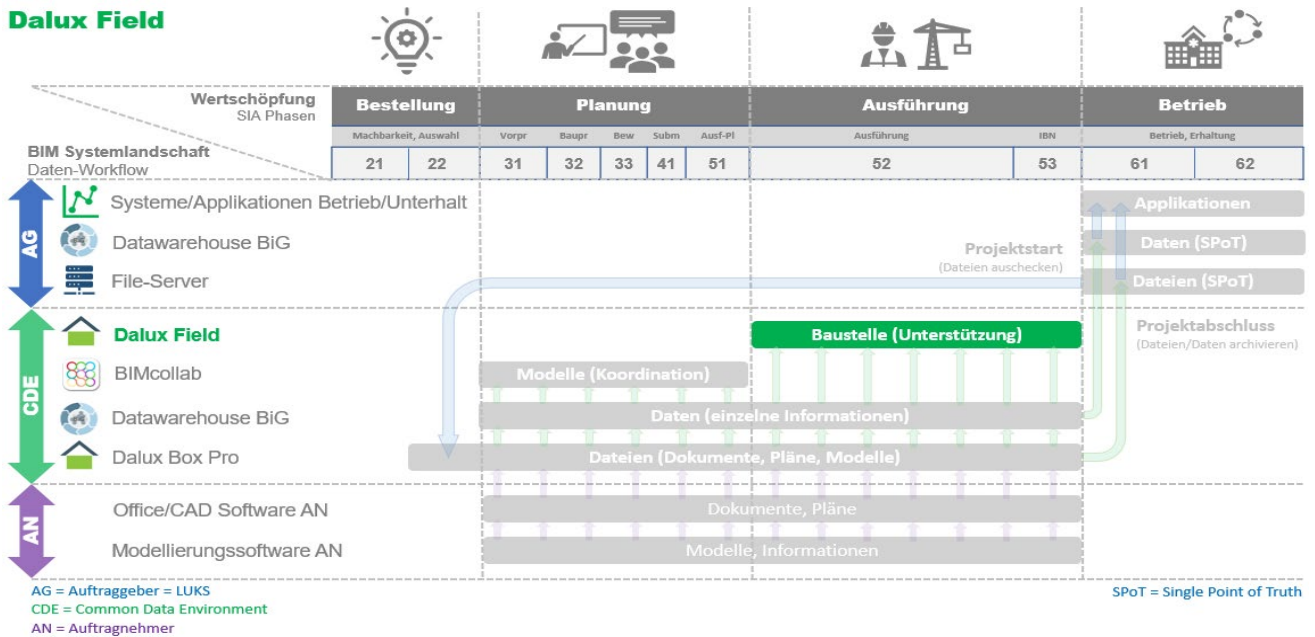 Dalux Field
Wertschöpfung
SIA Phasen
Bestellung Planung Ausführung Betrieb
Machbarkeit, Auswahl Vorpr Baupr Bew Subm Ausf-Pl Ausführung IBN Betrieb, Erhaltung
BIM Systemlandschaft
Daten-Workflow
21 22 31 32 33 41 51 52 53 61 62
AG
Systeme/Applikationen Betrieb/Unterhalt Applikationen
Datawarehouse BiG Daten (SPoT)
Projektstart
(Dateien auschecken)
File-Server Dateien (SPoT)
CDE
Dalux Field Baustelle (Unterstützung)
Projektabschluss
(Dateien/Daten archivieren)
BIMcollab Modelle (Koordination)
Datawarehouse BiG Daten (einzelne Informationen)
Dalux Box Pro Dateien (Dokumente, Pläne, Modelle)
AN
Office/CAD Software AN Dokumente, Pläne
Modellierungssoftware AN Modelle, Informationen
AG = Auftraggeber = LUKS
CDE = Common Data Environment
AN = Auftragnehmer
SPoT = Single Point of Truth